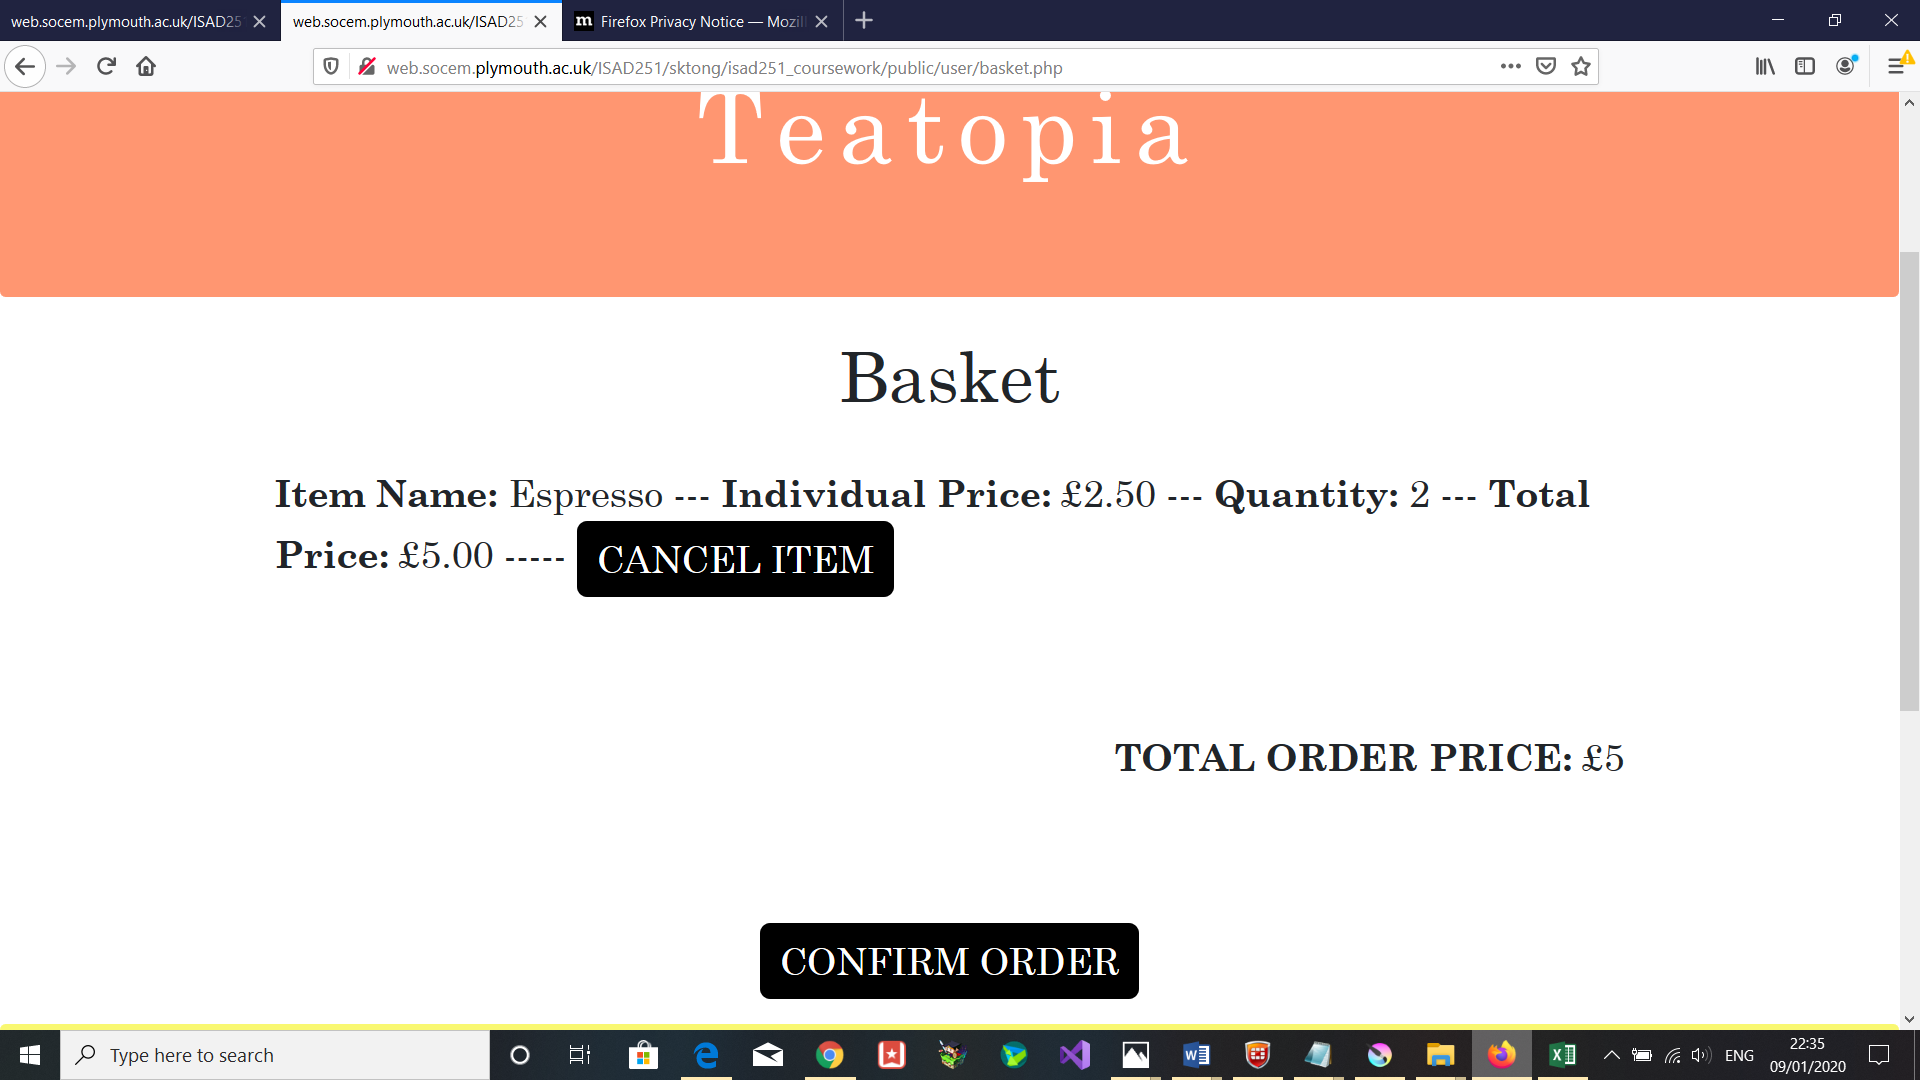 web.socem.plymouth.ac.uk/ISAD25
web.socem.plymouth.ac.uk/ISAD25
Firefox Privacy Notice — Mozil
web.socem.plymouth.ac.uk/ISAD251/sktong/isad251_coursework/public/user/basket.php
Teatopia
Basket
Item Name: Espresso --- Individual Price: £2.50 --- Quantity: 2 --- Total
Price: £5.00 ----- CANCEL ITEM
TOTAL ORDER PRICE: £5
CONFIRM ORDER
Type here to search
ENG
22:35
09/01/2020